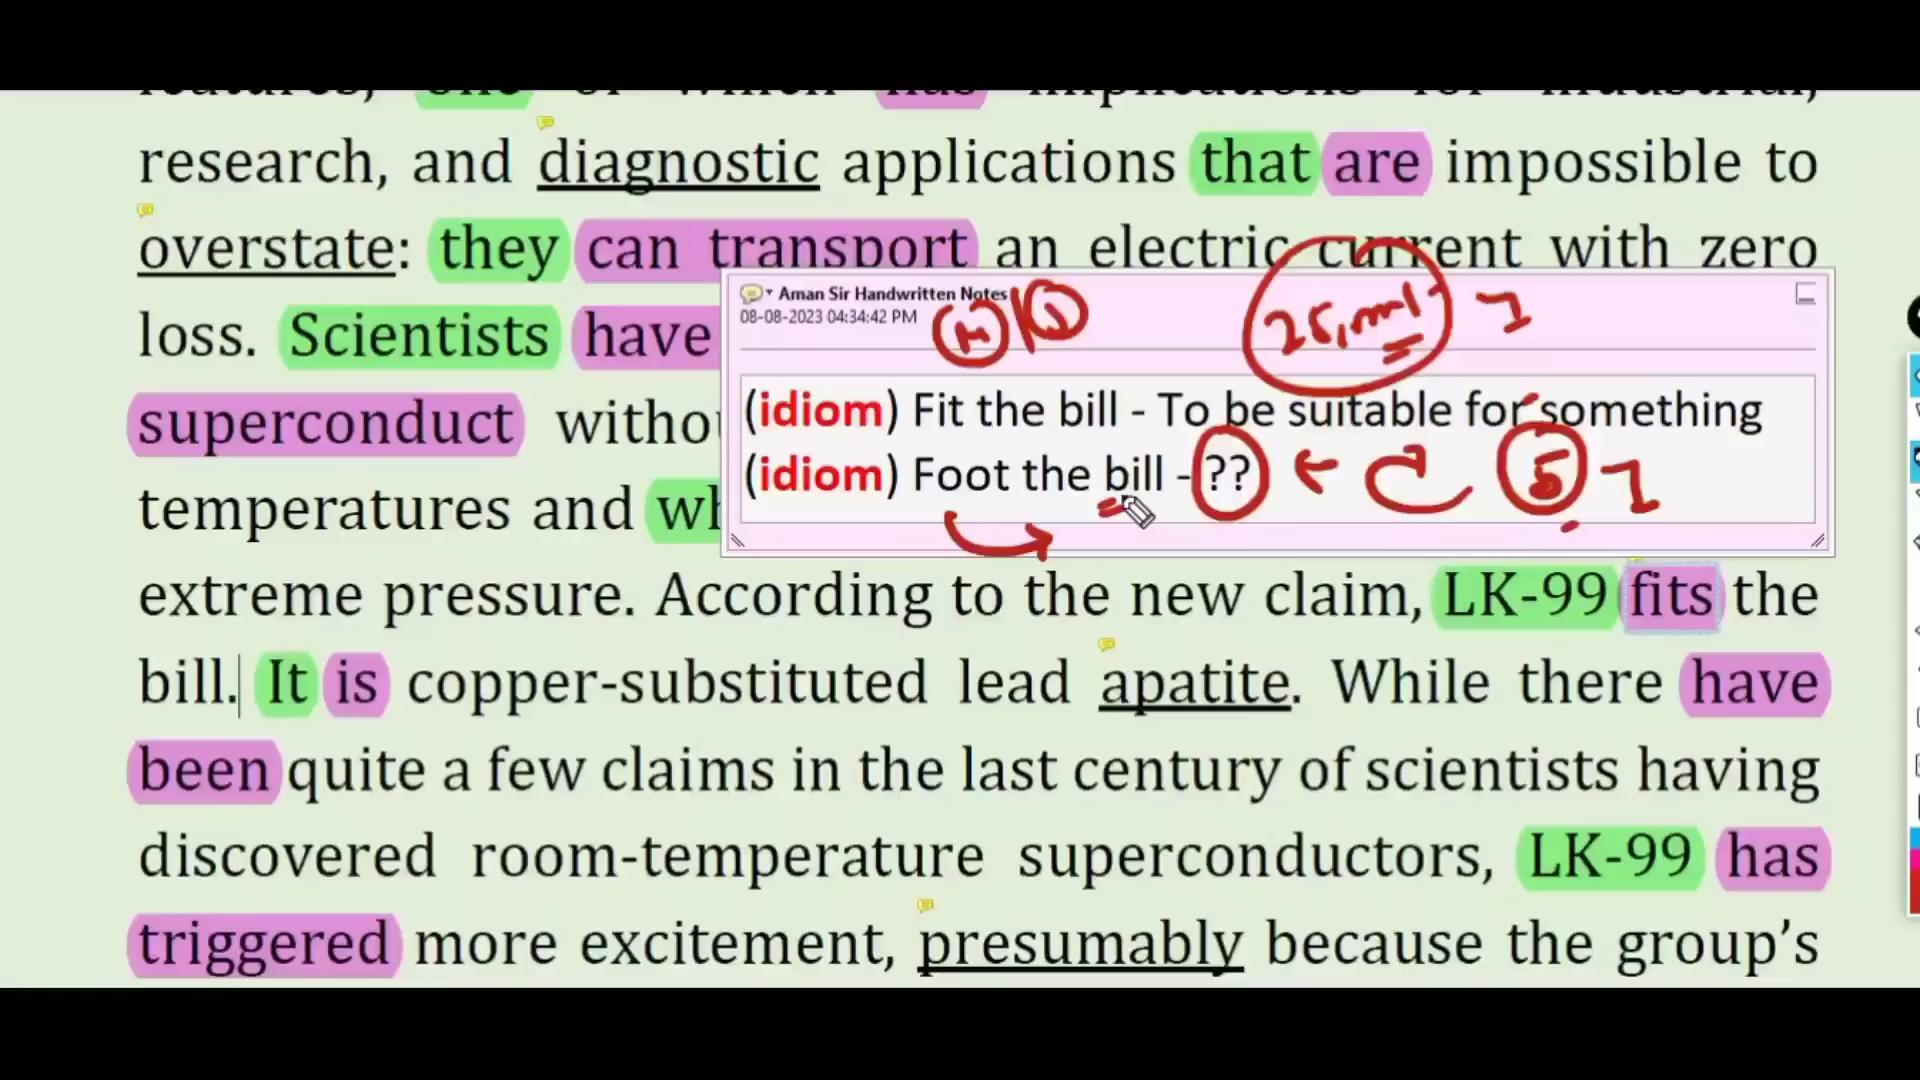 research, and diagnostic applications that are impossible to
overstate: they can transport an electric current with zero
loss. Scientists have
Aman Sir Handwritten Notes
08-08-2023 04:34:42 PM
(idiom) Fit the bill - To be suitable for something
(idiom) Foot the bill - ??
5
superconduct
temperatures and
extreme pressure. According to the new claim, LK-99 fits the
bill. It is copper-substituted lead apatite. While there have
been quite a few claims in the last century of scientists having
discovered room-temperature superconductors, LK-99 has
triggered more excitement, presumably because the group's